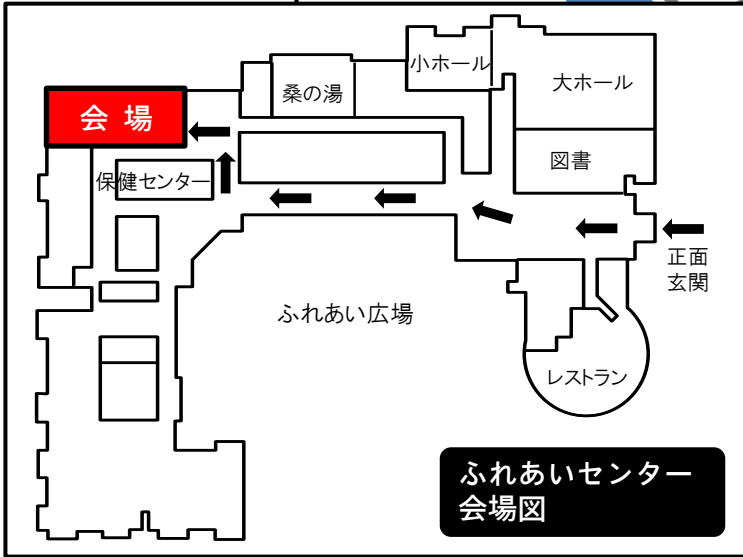 小ホール
大ホール
桑の湯
会場
図書
保健センター
正面
玄関
ふれあい広場
レストラン
ふれあいセンター
会場図